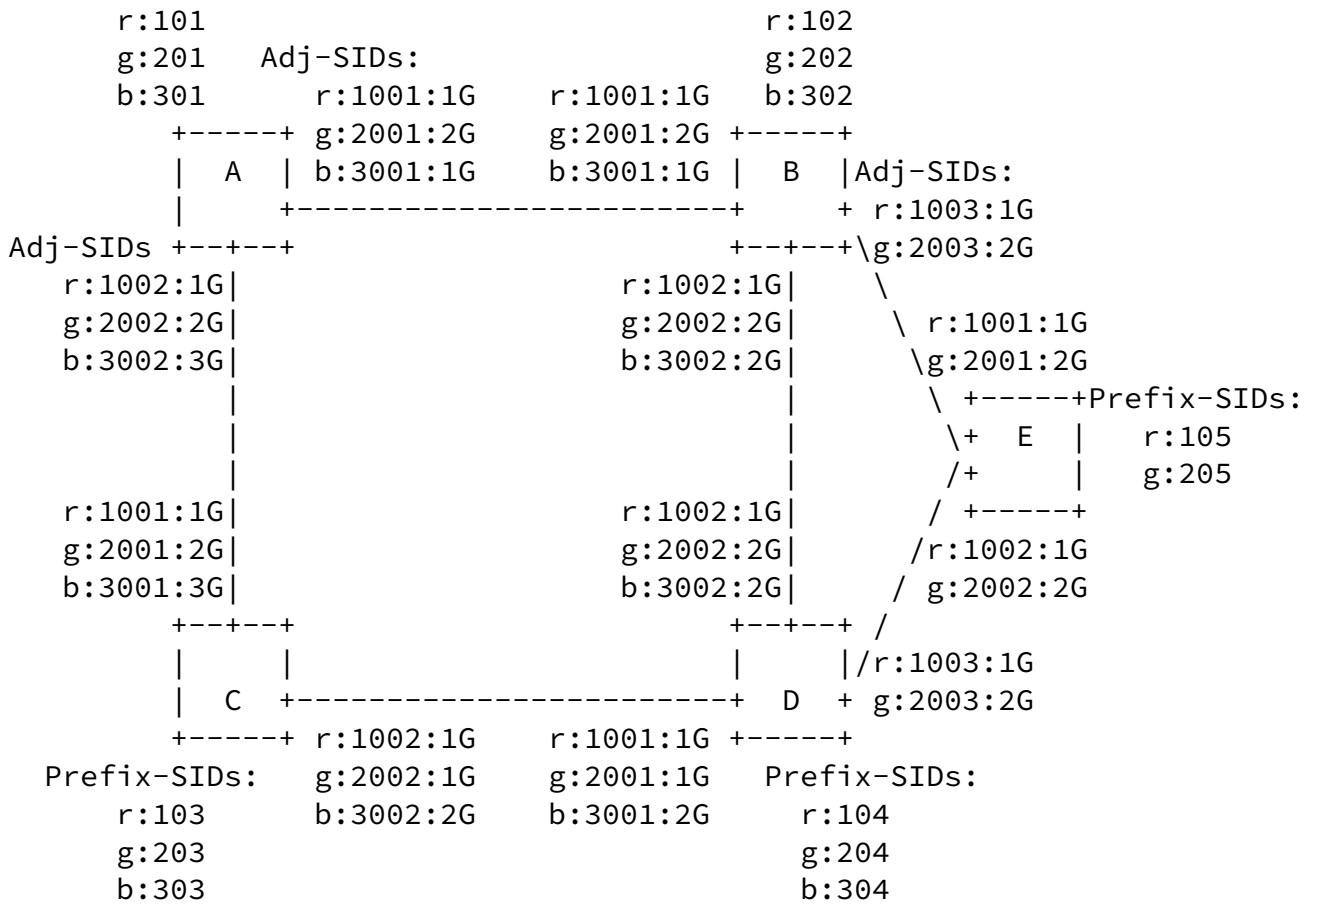 r:101 r:102
g:201 Adj-SIDs: g:202
b:301 r:1001:1G r:1001:1G b:302
+-----+ g:2001:2G g:2001:2G +-----+
| A | b:3001:1G b:3001:1G | B |Adj-SIDs:
| +------------------------+ + r:1003:1G
Adj-SIDs +--+--+ +--+--+\g:2003:2G
r:1002:1G| r:1002:1G| \
g:2002:2G| g:2002:2G| \ r:1001:1G
b:3002:3G| b:3002:2G| \g:2001:2G
| | \ +-----+Prefix-SIDs:
| | \+ E | r:105
| | /+ | g:205
r:1001:1G| r:1002:1G| / +-----+
g:2001:2G| g:2002:2G| /r:1002:1G
b:3001:3G| b:3002:2G| / g:2002:2G
+--+--+ +--+--+ /
| | | |/r:1003:1G
| C +------------------------+ D + g:2003:2G
+-----+ r:1002:1G r:1001:1G +-----+
Prefix-SIDs: g:2002:1G g:2001:1G Prefix-SIDs:
r:103 b:3002:2G b:3001:2G r:104
g:203 g:204
b:303 b:304